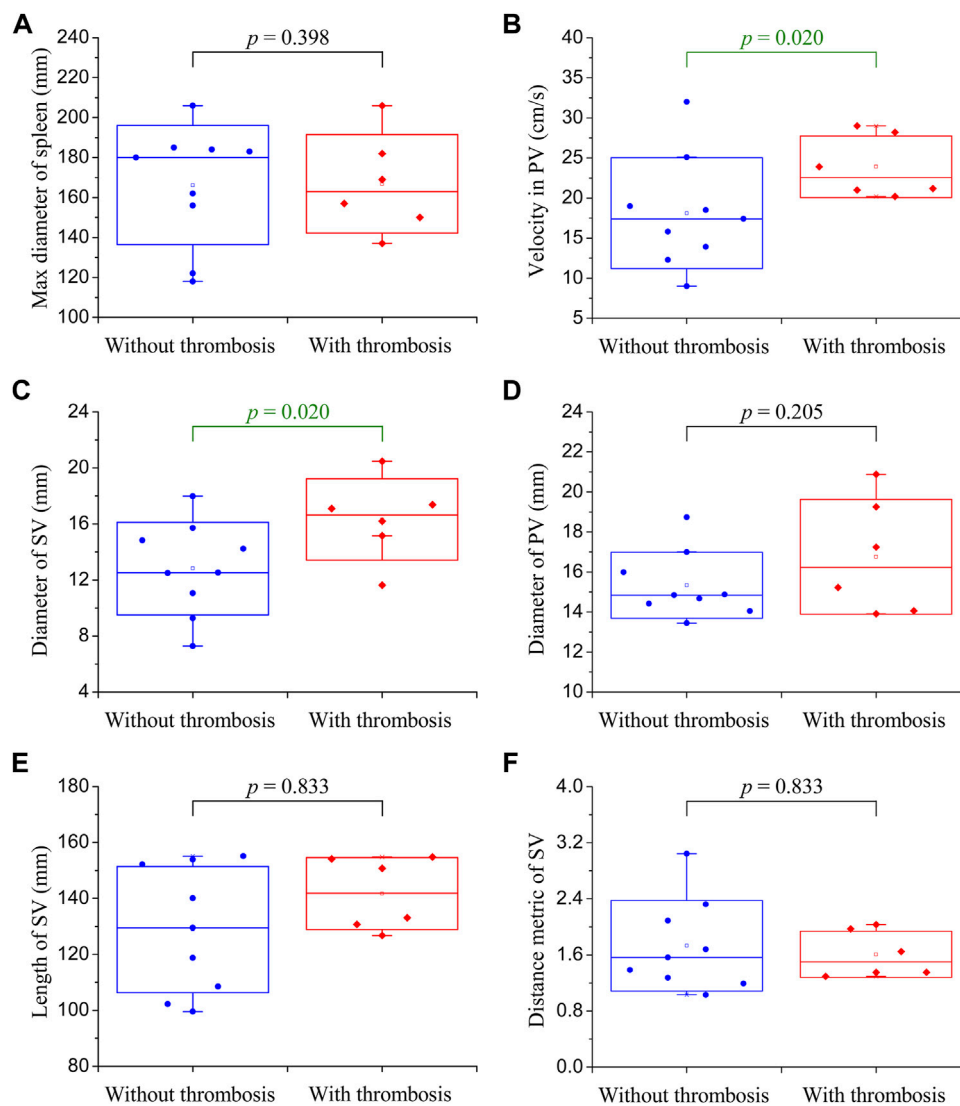 A
p = 0.398
Max diameter of spleen (mm)
240
220
200
180
160
140
120
100
Without thrombosis
With thrombosis
B
p = 0.020
Velocity in PV (cm/s)
40
35
30
25
20
15
10
5
Without thrombosis
With thrombosis
C
p = 0.020
Diameter of SV (mm)
24
20
16
12
8
4
Without thrombosis
With thrombosis
D
p = 0.205
Diameter of PV (mm)
24
22
20
18
16
14
12
10
Without thrombosis
With thrombosis
E
p = 0.833
Length of SV (mm)
180
160
140
120
100
80
Without thrombosis
With thrombosis
F
p = 0.833
Distance metric of SV
4.0
3.2
2.4
1.6
0.8
0.0
Without thrombosis
With thrombosis